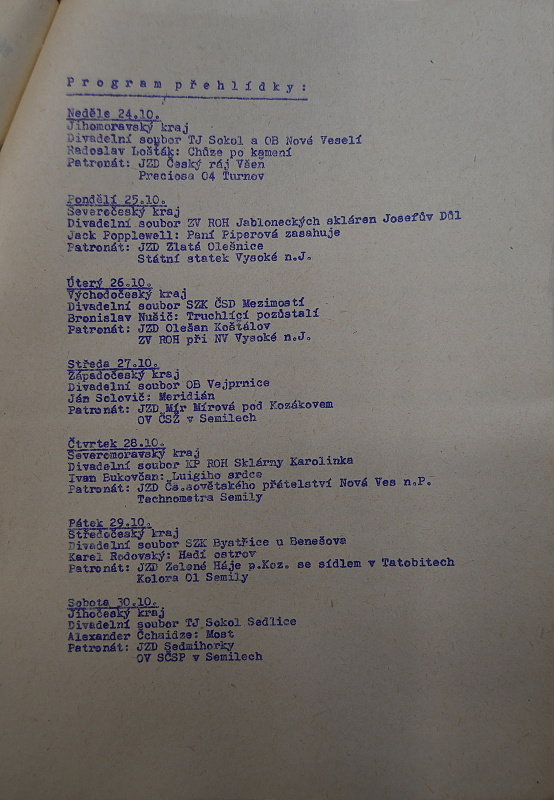 Program přehlídky:
Neděle 24.10.
Jihomoravský kraj
Divadelní soubor TJ Sokol a OB Nové Veselí
Radoslav Lošťák: Chůze po kamení
Patronát: JZD Český ráj Všeň
Preciosa 04 Turnov
Pondělí 25.10.
Severočeský kraj
Divadelní soubor ZV ROH Jabloneckých skláren Josefův Důl
Jack Popplewell: Paní Piperová zasahuje
Patronát: JZD Zlatá Olešnice
Státní statek Vysoké n.J.
Úterý 26.10.
Východočeský kraj
Divadelní soubor SZK ČSD Mezimostí
Bronislav Nušič: Truchlící pozůstalí
Patronát: JZD Olešan Košťálov
ZV ROH při NV Vysoké n.J.
Středa 27.10.
Západočeský kraj
Divadelní soubor OB Vejprnice
Ján Solovič: Meridián
Patronát: JZD Mír Mírová pod Kozákovem
OV ČSŽ v Semilech
Čtvrtek 28.10.
Severomoravský kraj
Divadelní soubor KP ROH Sklárny Karolinka
Ivan Bukovčan: Luigiho srdce
Patronát: JZD Čs.sovětského přátelství Nová Ves n.P.
Technometra Semily
Pátek 29.10.
Středočeský kraj
Divadelní soubor SZK Bystřice u Benešova
Karel Rodovský: Hadí ostrov
Patronát: JZD Zelené Háje p.Koz. se sídlem v Tatobitech
Kolora 01 Semily
Sobota 30.10.
Jihočeský kraj
Divadelní soubor TJ Sokol Sedlice
Alexander Čchaidze: Most
Patronát: JZD Sedmihorky
OV SČSP v Semilech